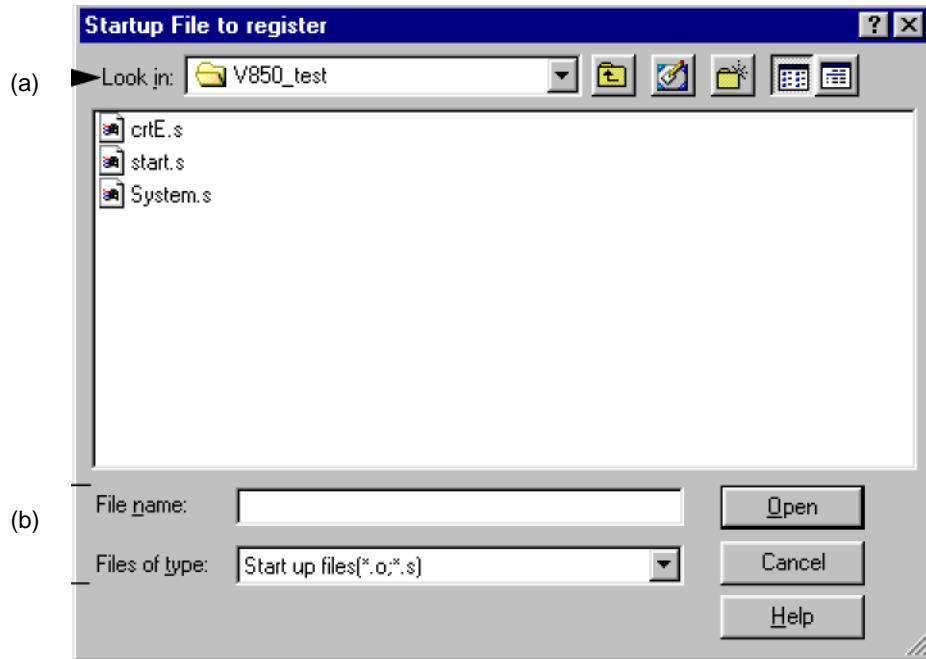 Startup File to register
(a)
Look in: V850_test
crtE.s
start.s
System.s
(b)
File name:
Open
Files of type: Start up files(*.o;*.s)
Cancel
Help